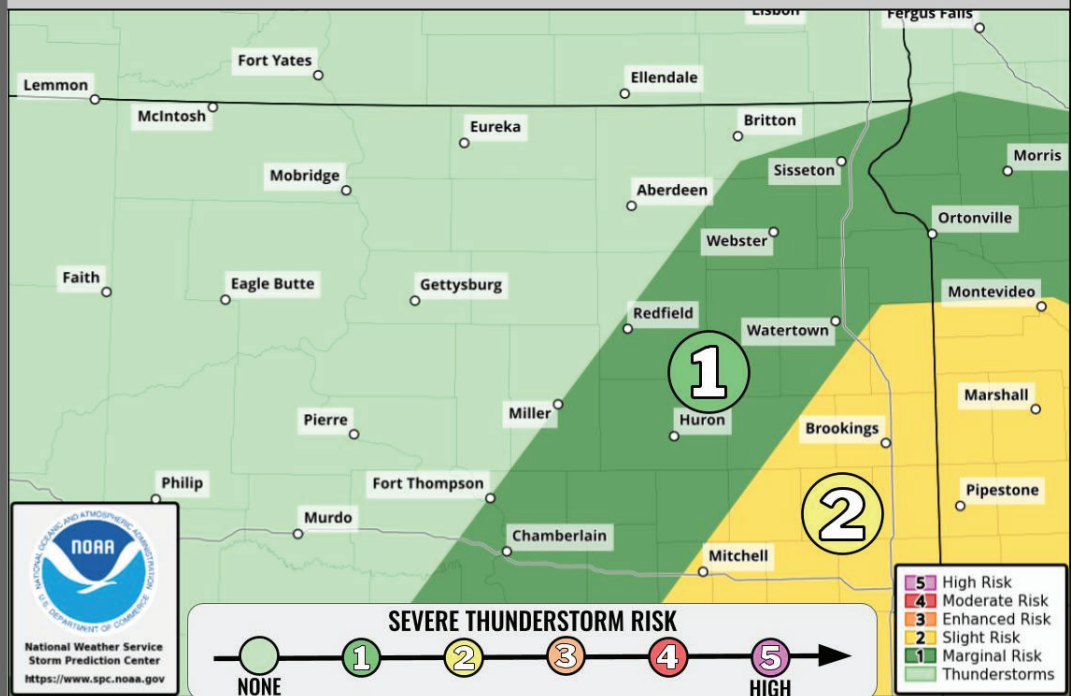 Lisbon
Fergus Falls
Fort Yates
Lemmon
Ellendale
McIntosh
Britton
Eureka
Morris
Sisseton
Mobridge
Aberdeen
Ortonville
Webster
Faith
Eagle Butte
Gettysburg
Montevideo
Redfield
Watertown
1
Marshall
Miller
Pierre
Huron
Brookings
Philip
Fort Thompson
Pipestone
2
Murdo
Chamberlain
Mitchell
NATIONAL OCEANIC AND ATMOSPHERIC ADMINISTRATION
NOAA
U.S. DEPARTMENT OF COMMERCE
National Weather Service
Storm Prediction Center
https://www.spc.noaa.gov
SEVERE THUNDERSTORM RISK
1 2 3 4 5
NONE HIGH
5 High Risk
4 Moderate Risk
3 Enhanced Risk
2 Slight Risk
1 Marginal Risk
Thunderstorms